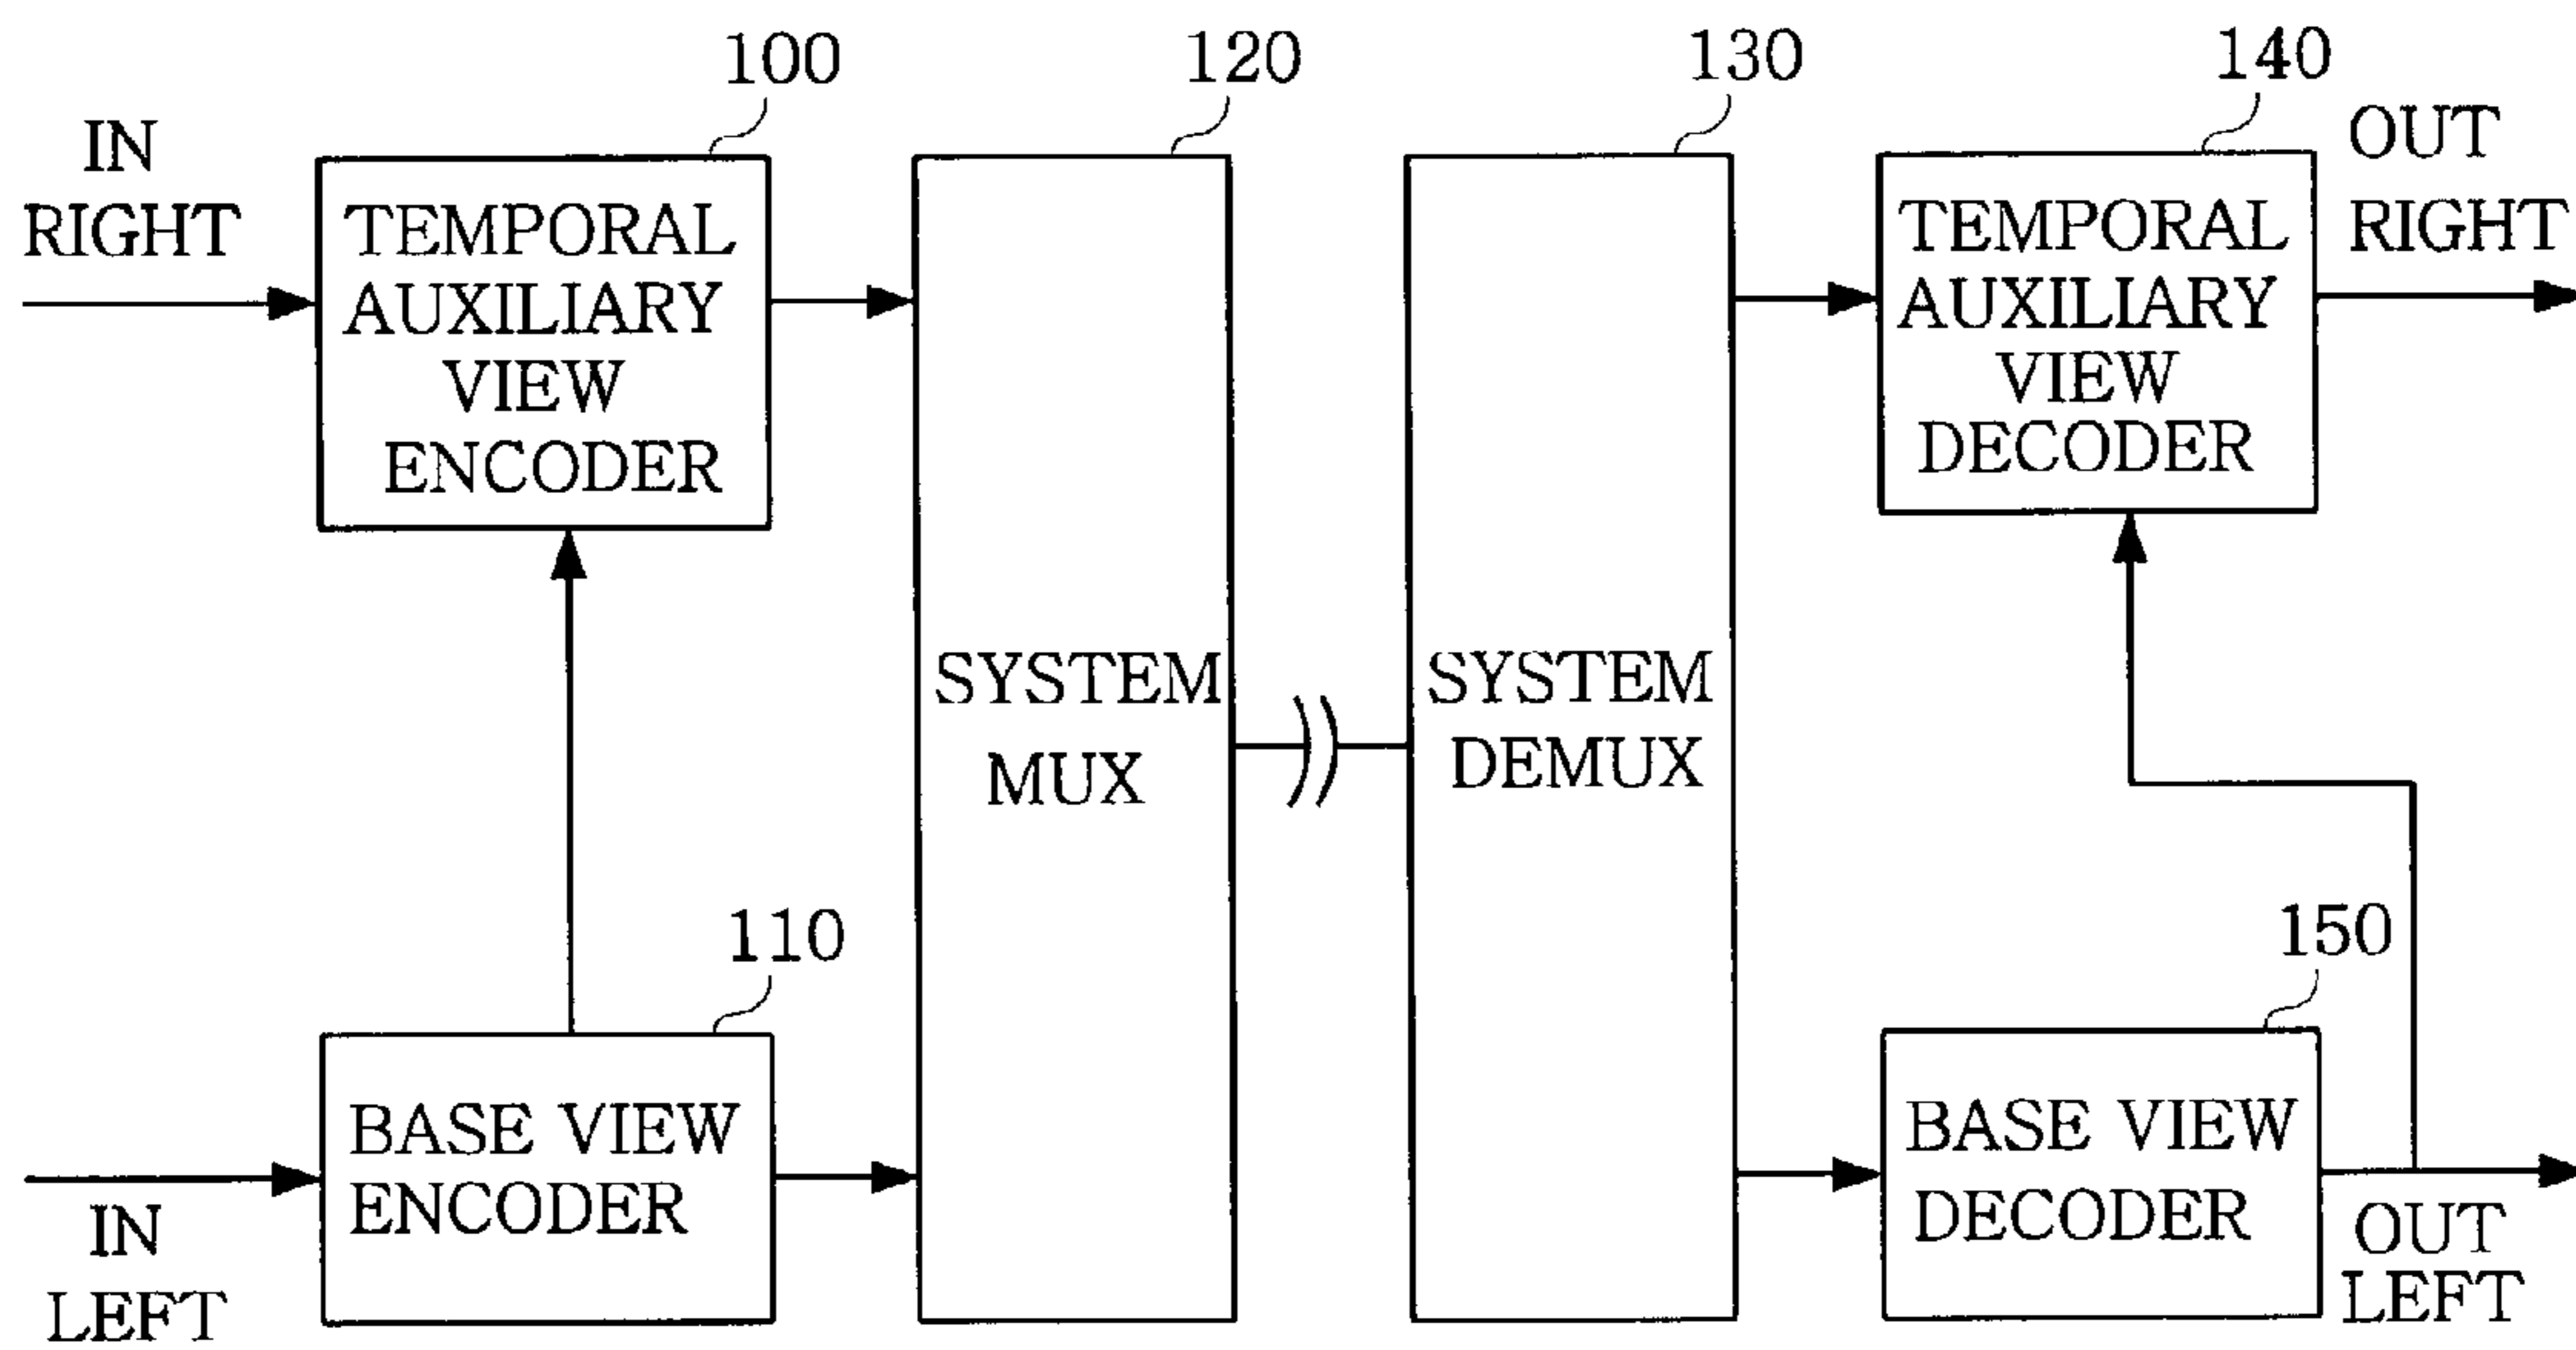 100
120
130
140
IN
RIGHT
TEMPORAL
AUXILIARY
VIEW
ENCODER
SYSTEM
MUX
SYSTEM
DEMUX
TEMPORAL
AUXILIARY
VIEW
DECODER
OUT
RIGHT
110
150
IN
LEFT
BASE VIEW
ENCODER
BASE VIEW
DECODER
OUT
LEFT